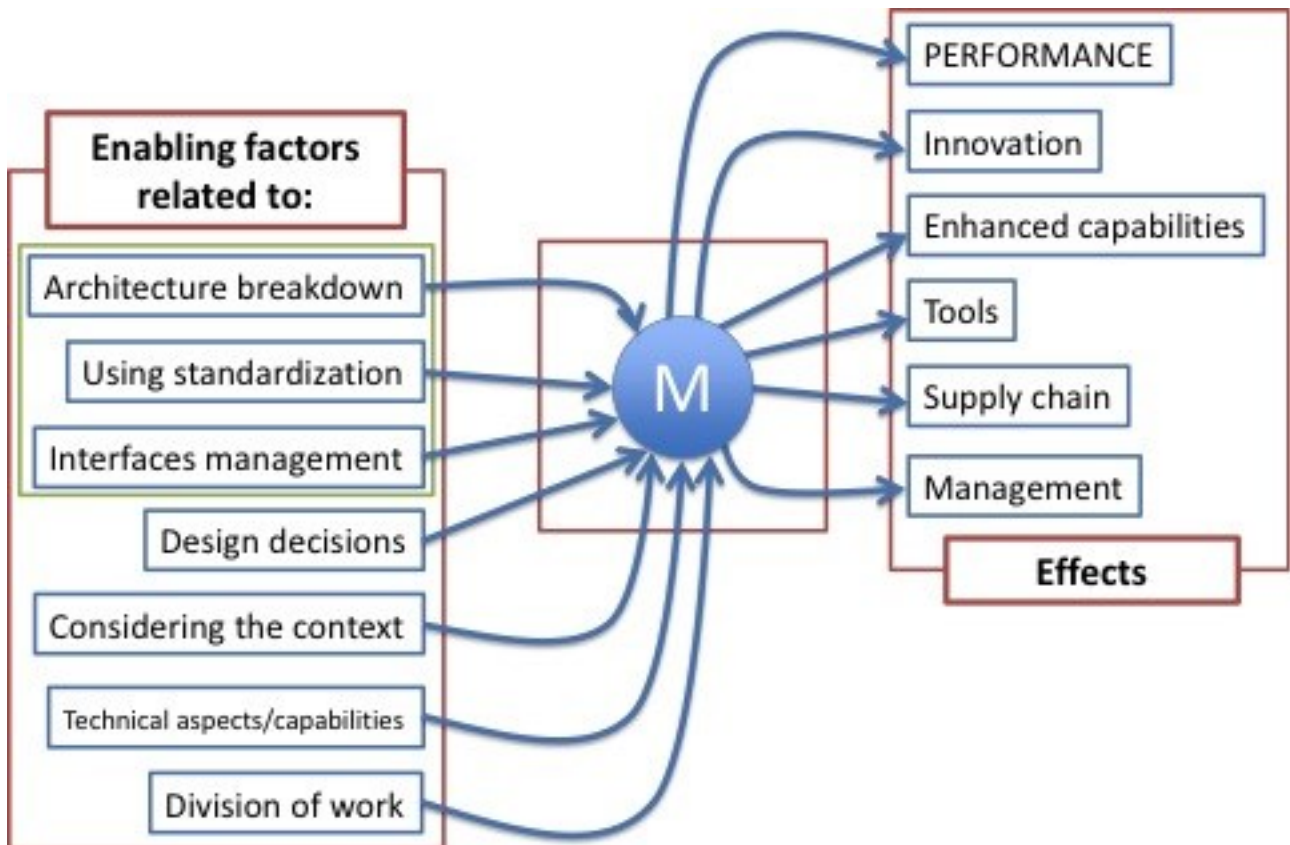 Enabling factors
related to:
Architecture breakdown
Using standardization
Interfaces management
Design decisions
Considering the context
Technical aspects/capabilities
Division of work
M
PERFORMANCE
Innovation
Enhanced capabilities
Tools
Supply chain
Management
Effects